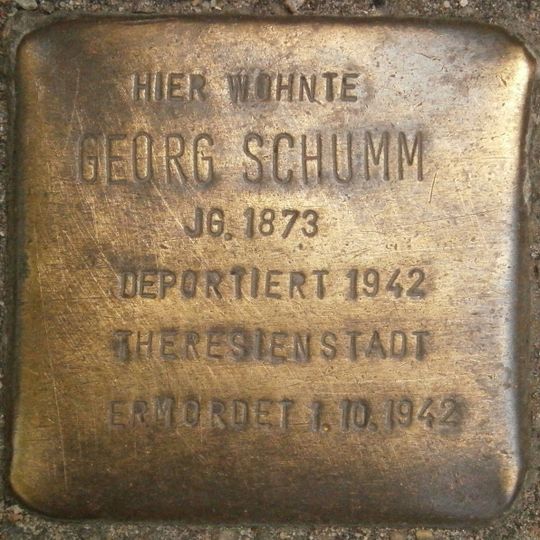 HIER WOHNTE
GEORG SCHUMM
JG. 1873
DEPORTIERT 1942
THERESIENSTADT
ERMORDET 1.10.1942